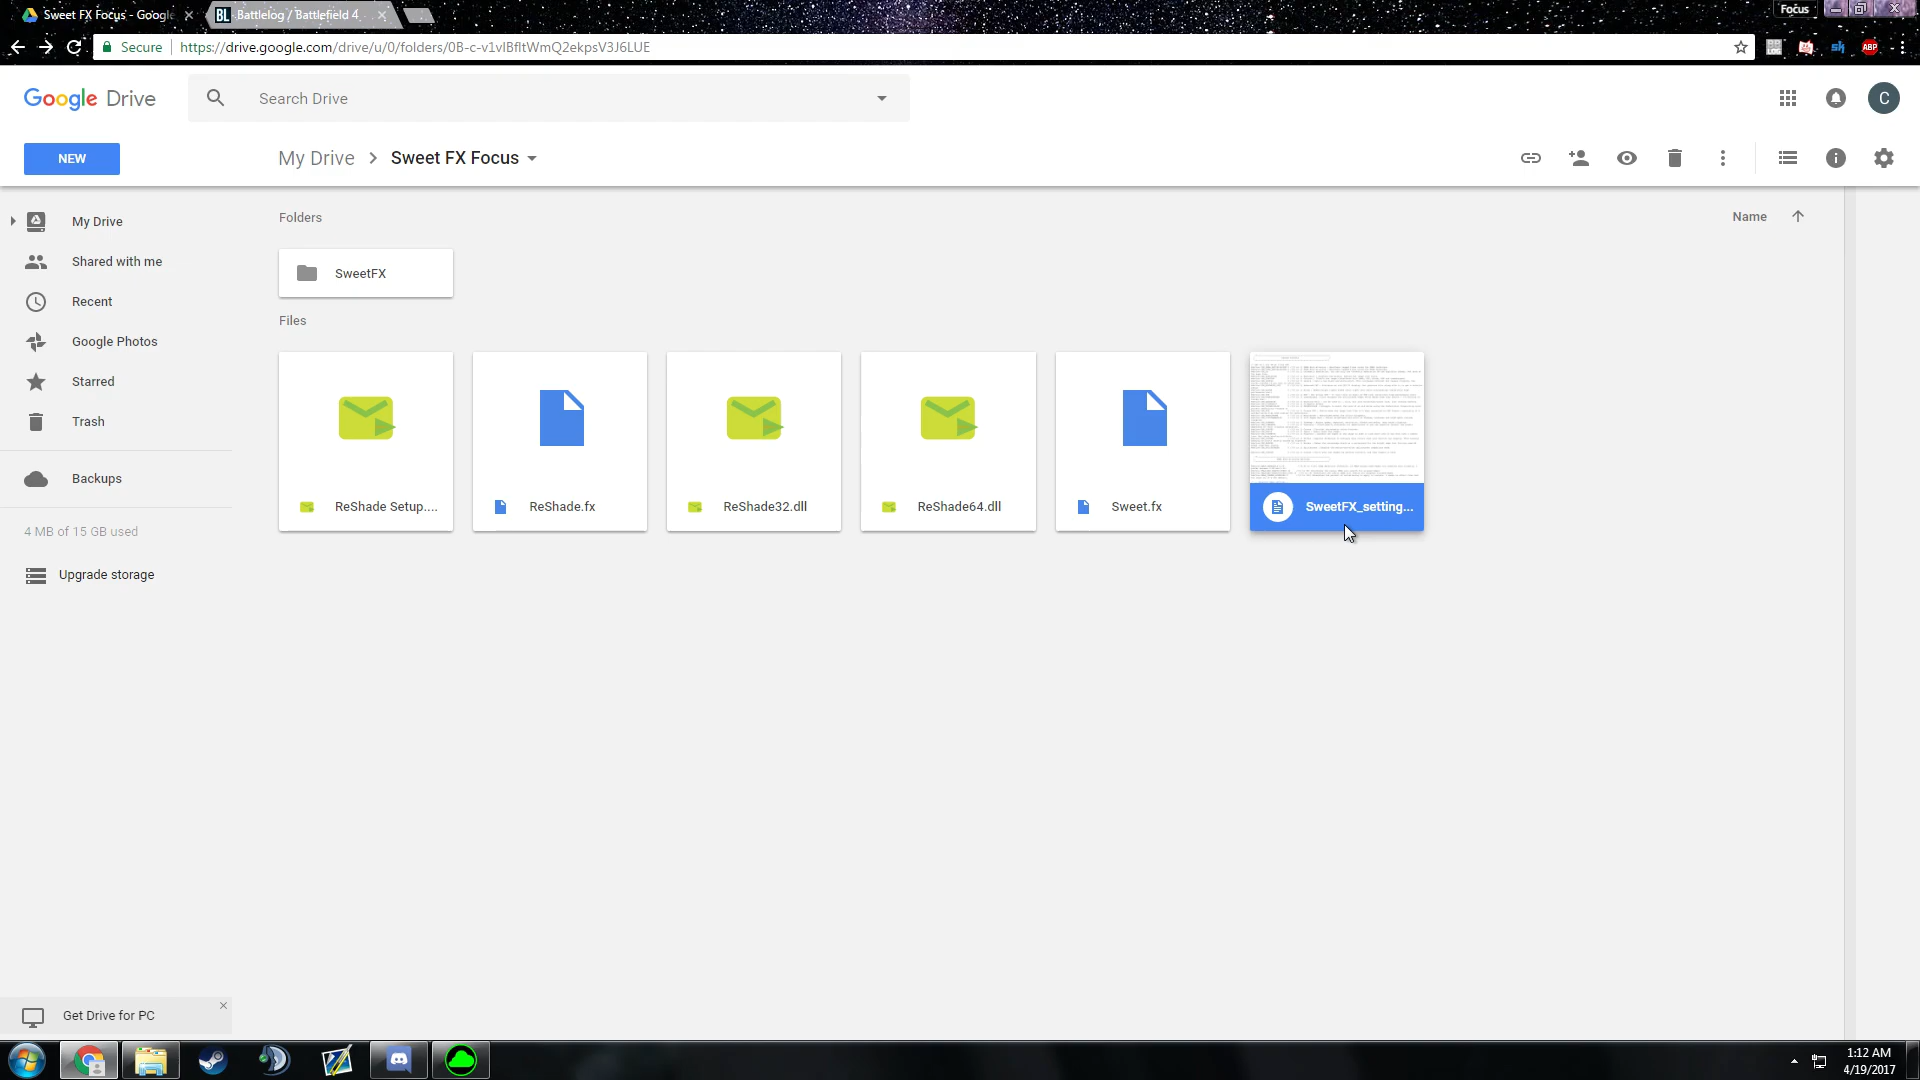 Sweet FX Focus - Google
Battlelog / Battlefield 4
Focus
Secure
https://drive.google.com/drive/u/0/folders/0B-c-v1vlBfltWmQ2ekpsV3J6LUE
ABP
Google Drive
Search Drive
C
NEW
My Drive
Sweet FX Focus
My Drive
Shared with me
Recent
Google Photos
Starred
Trash
Backups
4 MB of 15 GB used
Upgrade storage
Folders
Name
SweetFX
Files
ReShade Setup....
ReShade.fx
ReShade32.dll
ReShade64.dll
Sweet.fx
SweetFX_setting...
Get Drive for PC
1:12 AM
4/19/2017